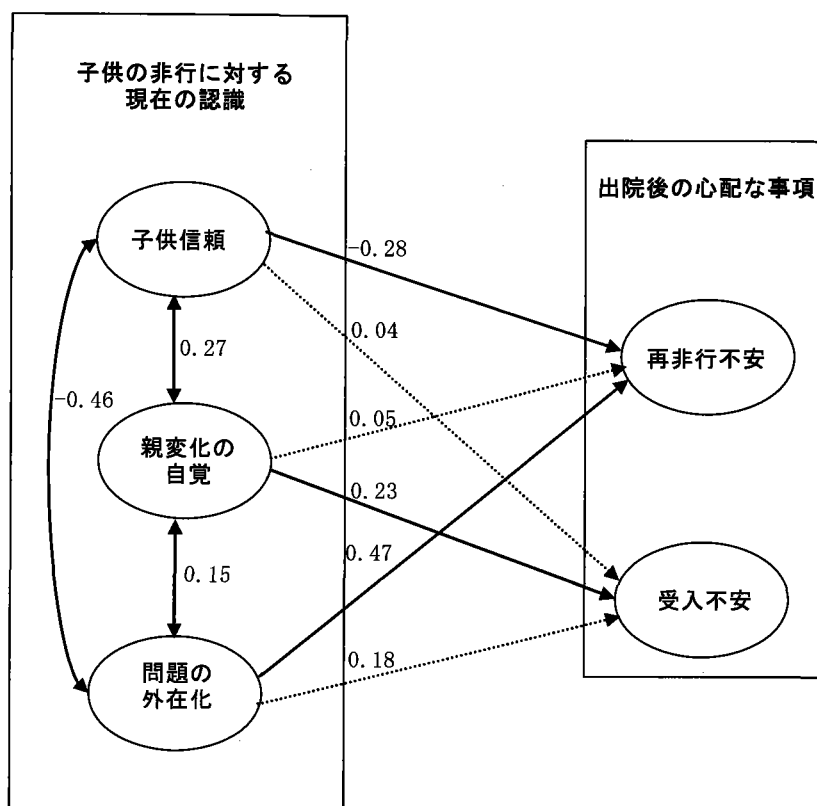 子供の非行に対する
現在の認識
出院後の心配な事項
子供信頼
-0.28
0.04
0.27
再非行不安
-0.46
0.05
親変化の
自覚
0.23
0.47
0.15
受入不安
0.18
問題の
外在化